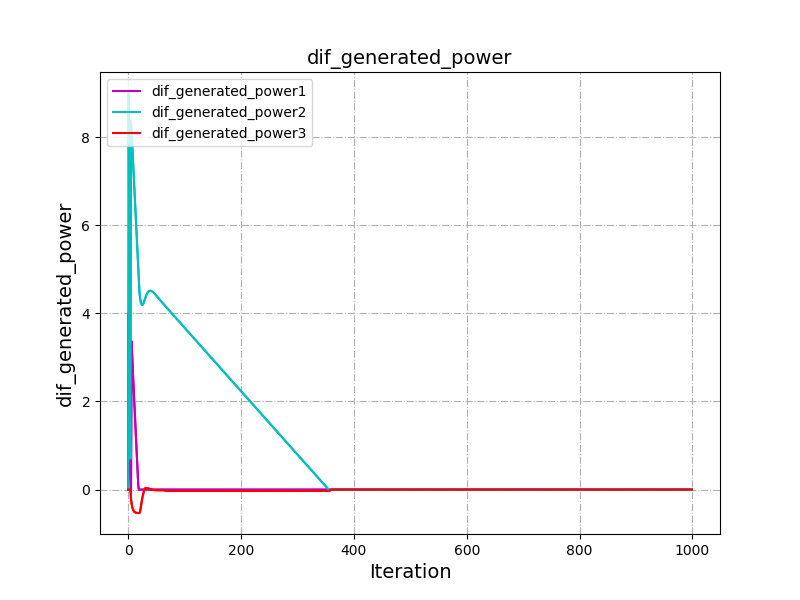 dif_generated_power
dif_generated_power1
dif_generated_power2
dif_generated_power3
dif_generated_power
8
6
4
2
0
0 200 400 600 800 1000
Iteration